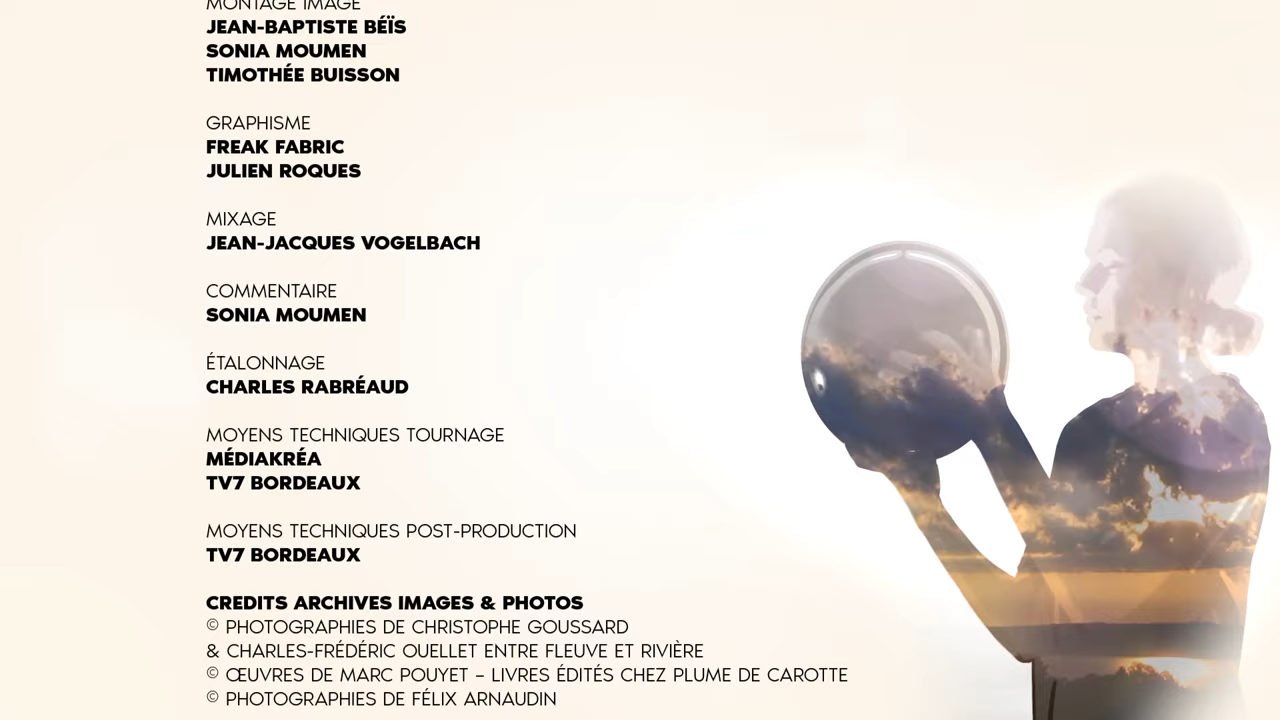 MONTAGE IMAGE
JEAN-BAPTISTE BÉÏS
SONIA MOUMEN
TIMOTHÉE BUISSON
GRAPHISME
FREAK FABRIC
JULIEN ROQUES
MIXAGE
JEAN-JACQUES VOGELBACH
COMMENTAIRE
SONIA MOUMEN
ÉTALONNAGE
CHARLES RABRÉAUD
MOYENS TECHNIQUES TOURNAGE
MÉDIAKRÉA
TV7 BORDEAUX
MOYENS TECHNIQUES POST-PRODUCTION
TV7 BORDEAUX
CREDITS ARCHIVES IMAGES & PHOTOS
© PHOTOGRAPHIES DE CHRISTOPHE GOUSSARD
& CHARLES-FRÉDÉRIC OUELLET ENTRE FLEUVE ET RIVIÈRE
© ŒUVRES DE MARC POUYET – LIVRES ÉDITÉS CHEZ PLUME DE CAROTTE
© PHOTOGRAPHIES DE FÉLIX ARNAUDIN